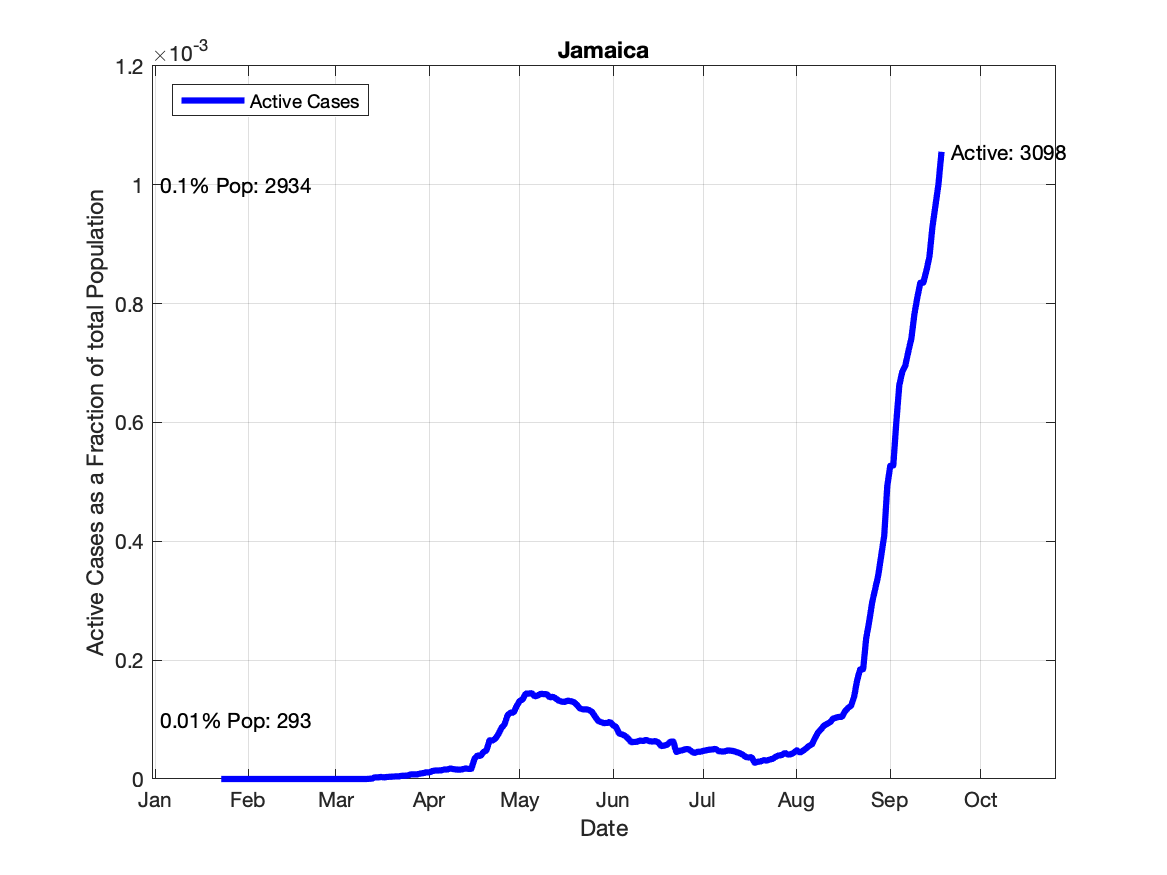 Jamaica
×10-3
1.2
1
0.8
0.6
0.4
0.2
0
Active Cases as a Fraction of total Population
Active Cases
Active: 3098
0.1% Pop: 2934
0.01% Pop: 293
Jan Feb Mar Apr May Jun Jul Aug Sep Oct
Date